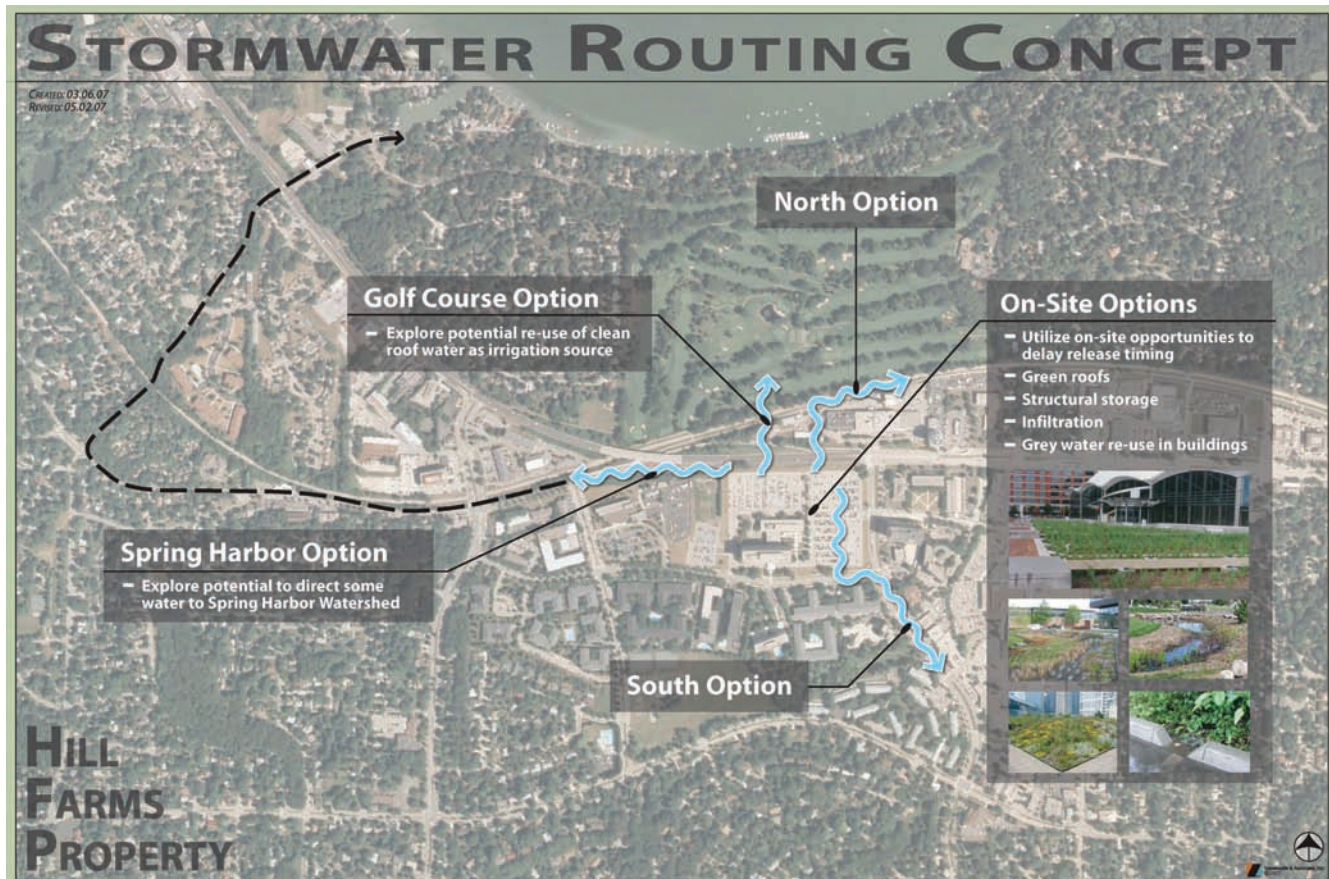 STORMWATER ROUTING CONCEPT
CREATED: 03.06.07
REVISED: 05.02.07
North Option
Golf Course Option
– Explore potential re-use of clean
roof water as irrigation source
On-Site Options
– Utilize on-site opportunities to
delay release timing
– Green roofs
– Structural storage
– Infiltration
– Grey water re-use in buildings
Spring Harbor Option
– Explore potential to direct some
water to Spring Harbor Watershed
South Option
HILL
FARMS
PROPERTY